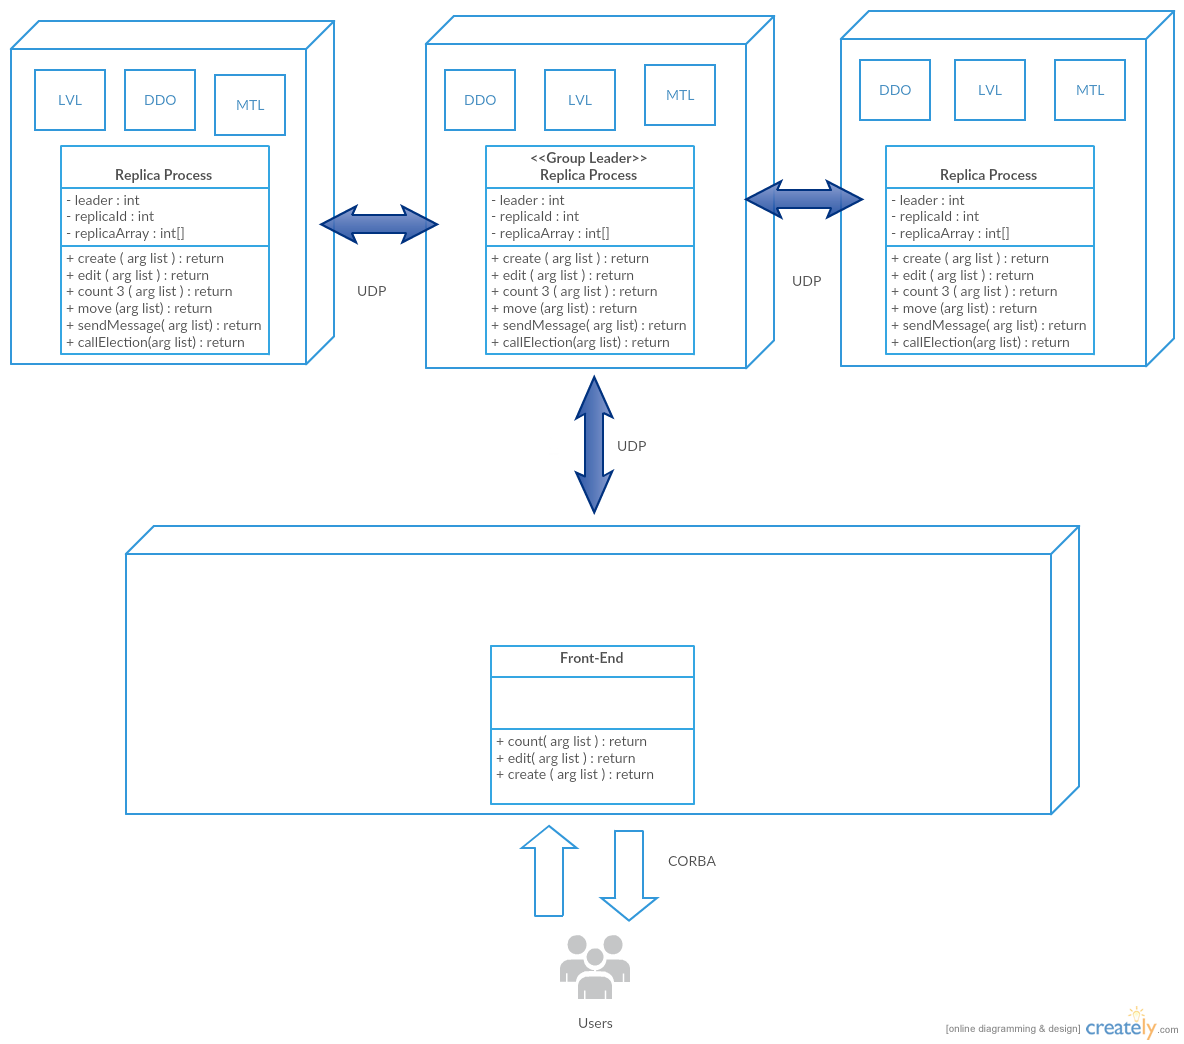 LVL
DDO
MTL
Replica Process
- leader : int
- replicaId : int
- replicaArray : int[]
+ create ( arg list ) : return
+ edit ( arg list ) : return
+ count 3 ( arg list ) : return
+ move (arg list) : return
+ sendMessage( arg list) : return
+ callElection(arg list) : return
UDP
DDO
LVL
MTL
<<Group Leader>>
Replica Process
- leader : int
- replicaId : int
- replicaArray : int[]
+ create ( arg list ) : return
+ edit ( arg list ) : return
+ count 3 ( arg list ) : return
+ move (arg list) : return
+ sendMessage( arg list) : return
+ callElection(arg list) : return
UDP
DDO
LVL
MTL
Replica Process
- leader : int
- replicaId : int
- replicaArray : int[]
+ create ( arg list ) : return
+ edit ( arg list ) : return
+ count 3 ( arg list ) : return
+ move (arg list) : return
+ sendMessage( arg list) : return
+ callElection(arg list) : return
UDP
Front-End
+ count( arg list ) : return
+ edit( arg list ) : return
+ create ( arg list ) : return
CORBA
Users
[online diagramming & design] creately.com